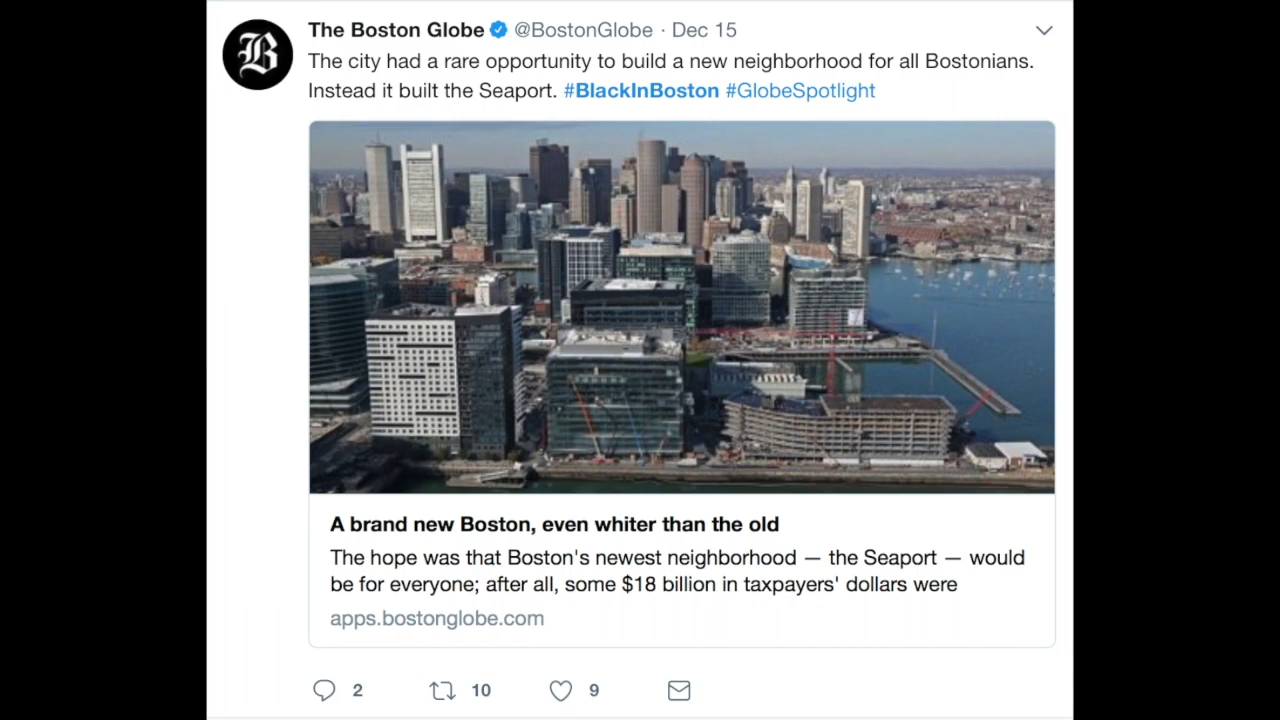 The Boston Globe @BostonGlobe · Dec 15
The city had a rare opportunity to build a new neighborhood for all Bostonians.
Instead it built the Seaport. #BlackInBoston #GlobeSpotlight
A brand new Boston, even whiter than the old
The hope was that Boston's newest neighborhood — the Seaport — would
be for everyone; after all, some $18 billion in taxpayers' dollars were
apps.bostonglobe.com
2 10 9